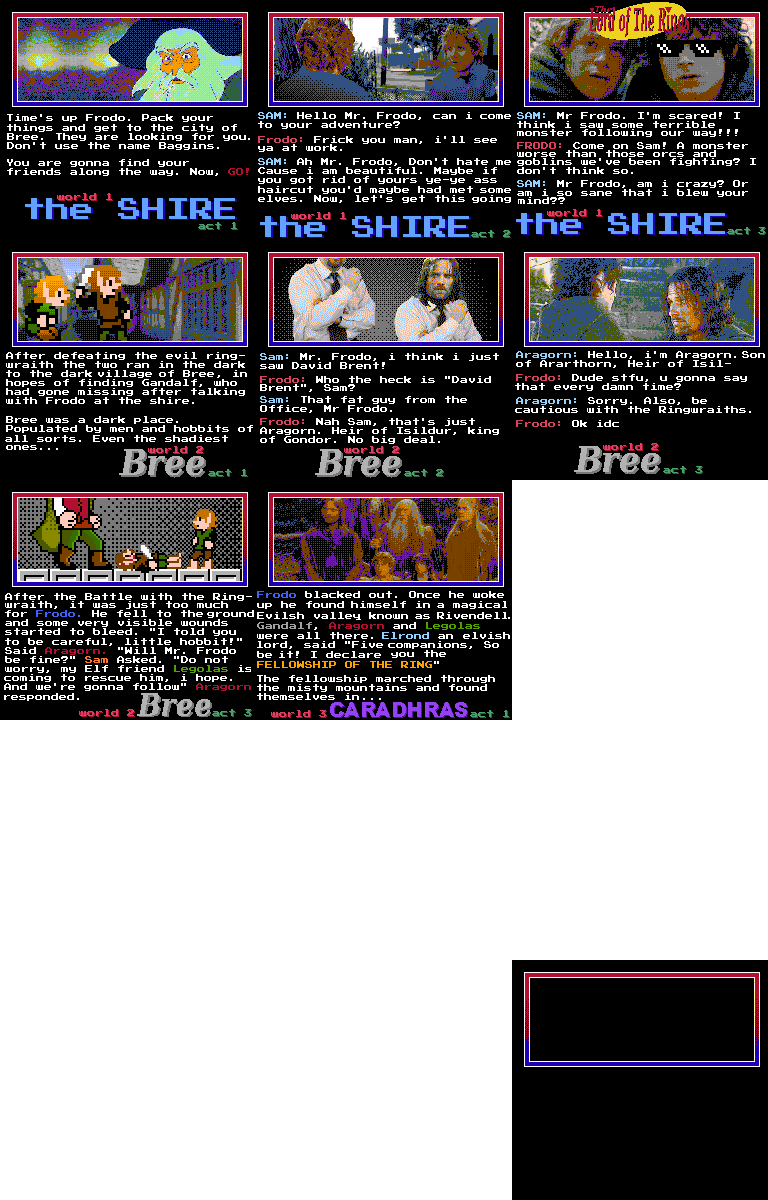 Time's up Frodo. Pack your
things and get to the city of
Bree. They are looking for you.
Don't use the name Baggins.
You are gonna find your
friends along the way. Now, GO!
world 1
the SHIRE
act 1
SAM: Hello Mr. Frodo, can i come
to your adventure?
Frodo: Frick you man, i'll see
ya at work.
SAM: Ah Mr. Frodo, Don't hate me
Cause i am beautiful. Maybe if
you got rid of yours ye-ye ass
haircut you'd maybe had met some
elves. Now, let's get this going
world 1
the SHIRE
act 2
The
Lord of The Rings
SAM: Mr Frodo. I'm scared! I
think i saw some terrible
monster following our way!!!
FRODO: Come on Sam! A monster
worse than those orcs and
goblins we've been fighting? I
don't think so.
SAM: Mr Frodo, am i crazy? Or
am i so sane that i blew your
mind??
world 1
the SHIRE
act 3
After defeating the evil ring-
wraith the two ran in the dark
to the dark village of Bree, in
hopes of finding Gandalf, who
had gone missing after talking
with Frodo at the shire.
Bree was a dark place.
Populated by men and hobbits of
all sorts. Even the shadiest
ones...
world 2
Bree
act 1
Sam: Mr. Frodo, i think i just
saw David Brent!
Frodo: Who the heck is "David
Brent", Sam?
Sam: That fat guy from the
Office, Mr Frodo.
Frodo: Nah Sam, that's just
Aragorn. Heir of Isildur, king
of Gondor. No big deal.
world 2
Bree
act 2
Aragorn: Hello, i'm Aragorn. Son
of Ararthorn, Heir of Isil-
Frodo: Dude stfu, u gonna say
that every damn time?
Aragorn: Sorry. Also, be
cautious with the Ringwraiths.
Frodo: Ok idc
world 2
Bree
act 3
After the Battle with the Ring-
wraith, it was just too much
for Frodo. He fell to the ground
and some very visible wounds
started to bleed. "I told you
to be careful, little hobbit!"
Said Aragorn. "Will Mr. Frodo
be fine?" Sam Asked. "Do not
worry, my Elf friend Legolas is
coming to rescue him, i hope.
And we're gonna follow" Aragorn
responded.
world 2
Bree
act 3
Frodo blacked out. Once he woke
up he found himself in a magical
Evilsh valley known as Rivendell.
Gandalf, Aragorn and Legolas
were all there. Elrond an elvish
lord, said "Five companions, So
be it! I declare you the
FELLOWSHIP OF THE RING"
The fellowship marched through
the misty mountains and found
themselves in...
world 3
CARADHRAS
act 1